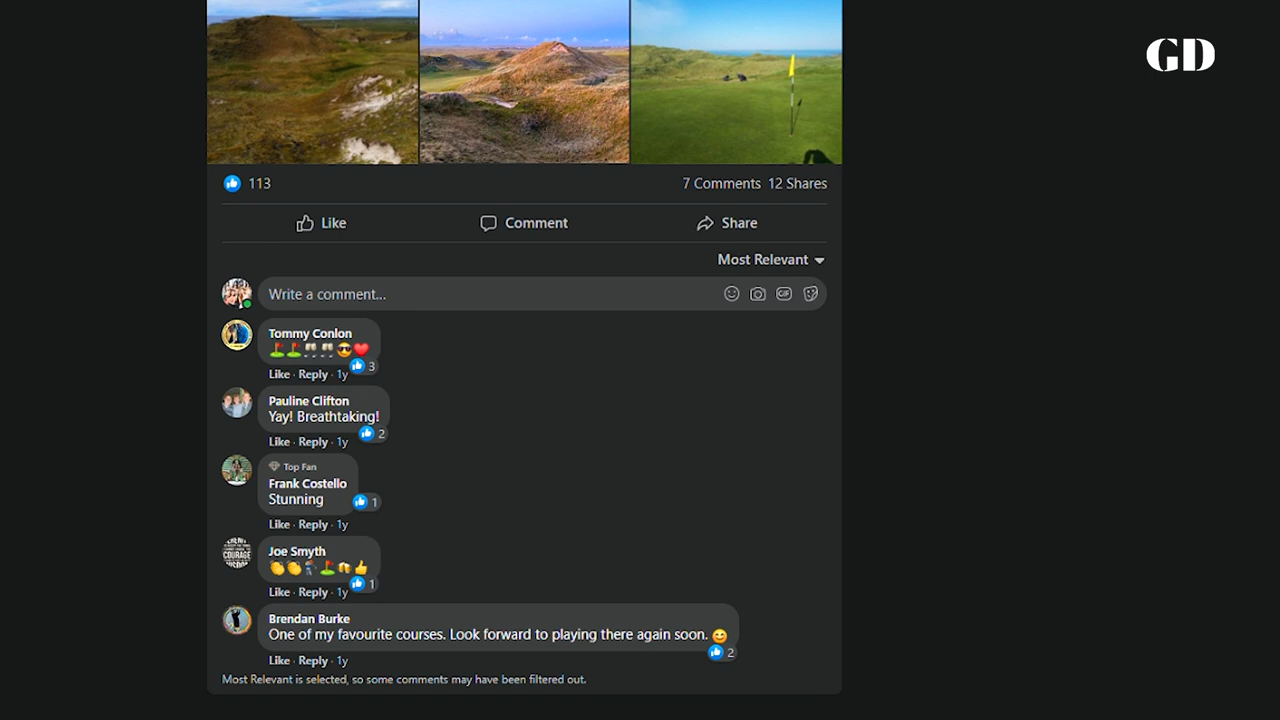 GD
113
7 Comments 12 Shares
Like
Comment
Share
Most Relevant
Write a comment...
GIF
Tommy Conlon
⛳⛳🥃🥃😎❤️
3
Like · Reply · 1y
Pauline Clifton
Yay! Breathtaking!
2
Like · Reply · 1y
Top Fan
Frank Costello
Stunning
1
Like · Reply · 1y
COURAGE
Joe Smyth
1
Like · Reply · 1y
Brendan Burke
One of my favourite courses. Look forward to playing there again soon. 😊
2
Like · Reply · 1y
Most Relevant is selected, so some comments may have been filtered out.